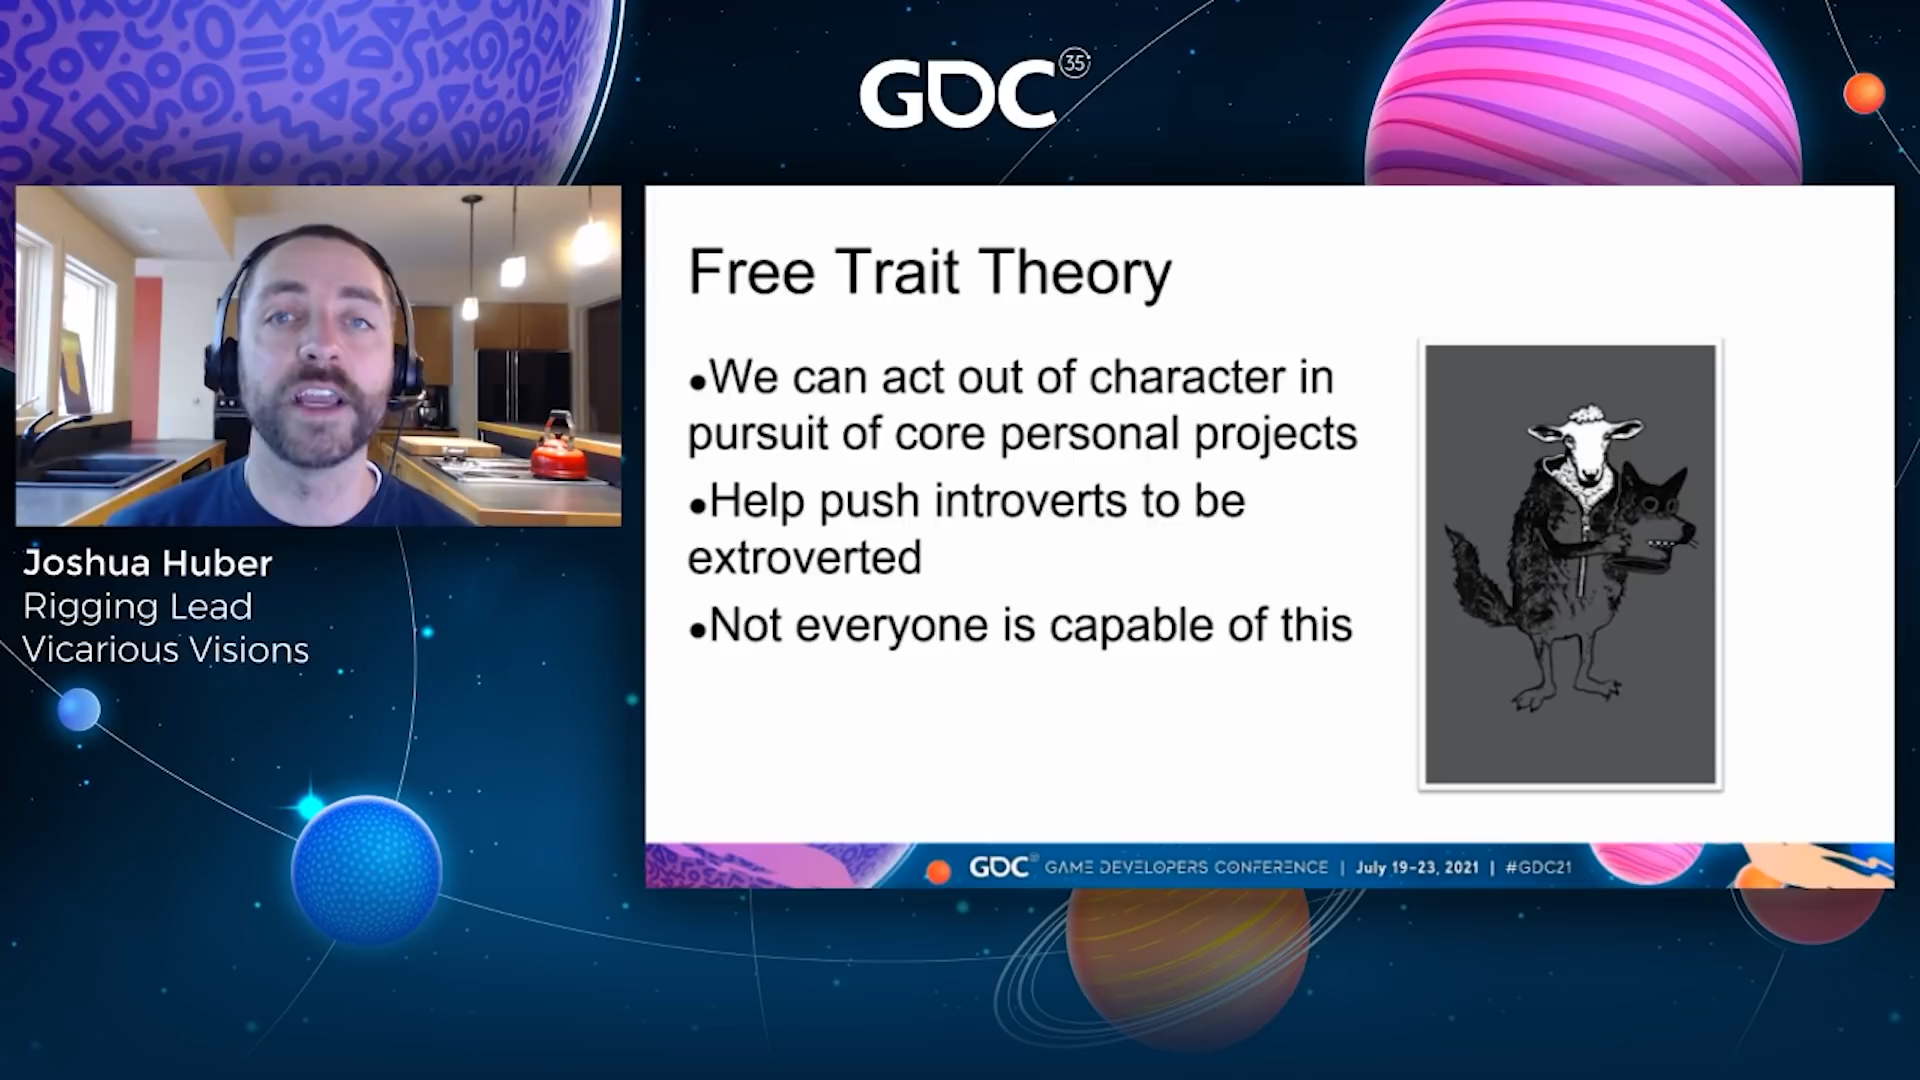 GDC 35
Free Trait Theory
•We can act out of character in
pursuit of core personal projects
•Help push introverts to be
extroverted
•Not everyone is capable of this
Joshua Huber
Rigging Lead
Vicarious Visions
GDC GAME DEVELOPERS CONFERENCE | July 19-23, 2021 | #GDC21